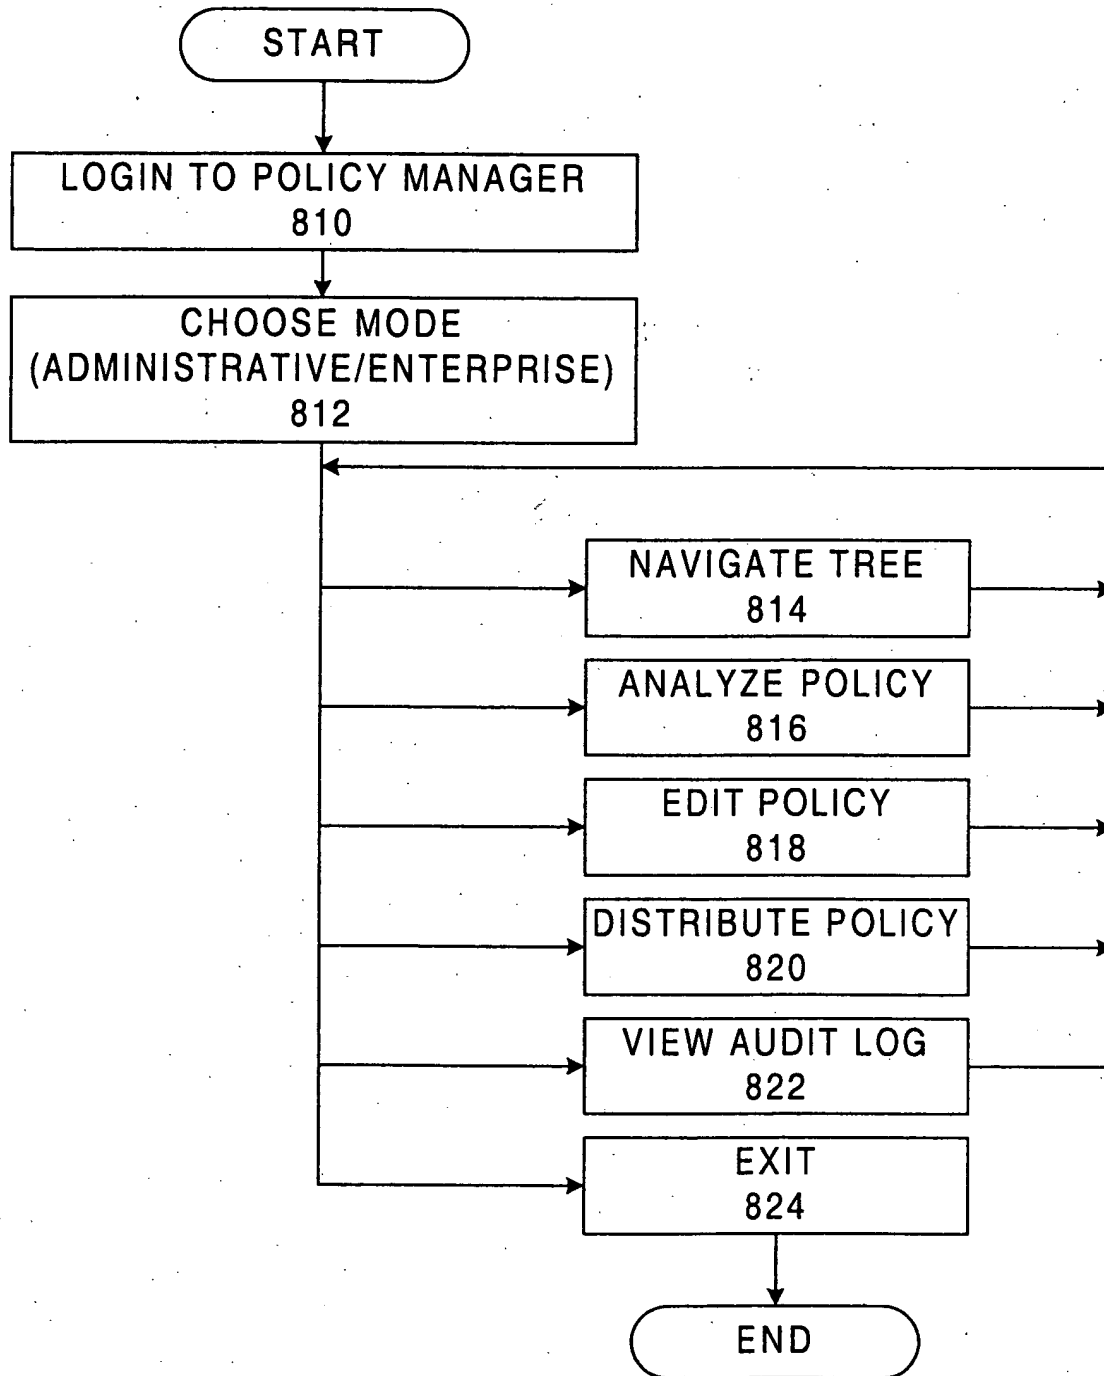 START
LOGIN TO POLICY MANAGER
810
CHOOSE MODE
(ADMINISTRATIVE/ENTERPRISE)
812
NAVIGATE TREE
814
ANALYZE POLICY
816
EDIT POLICY
818
DISTRIBUTE POLICY
820
VIEW AUDIT LOG
822
EXIT
824
END